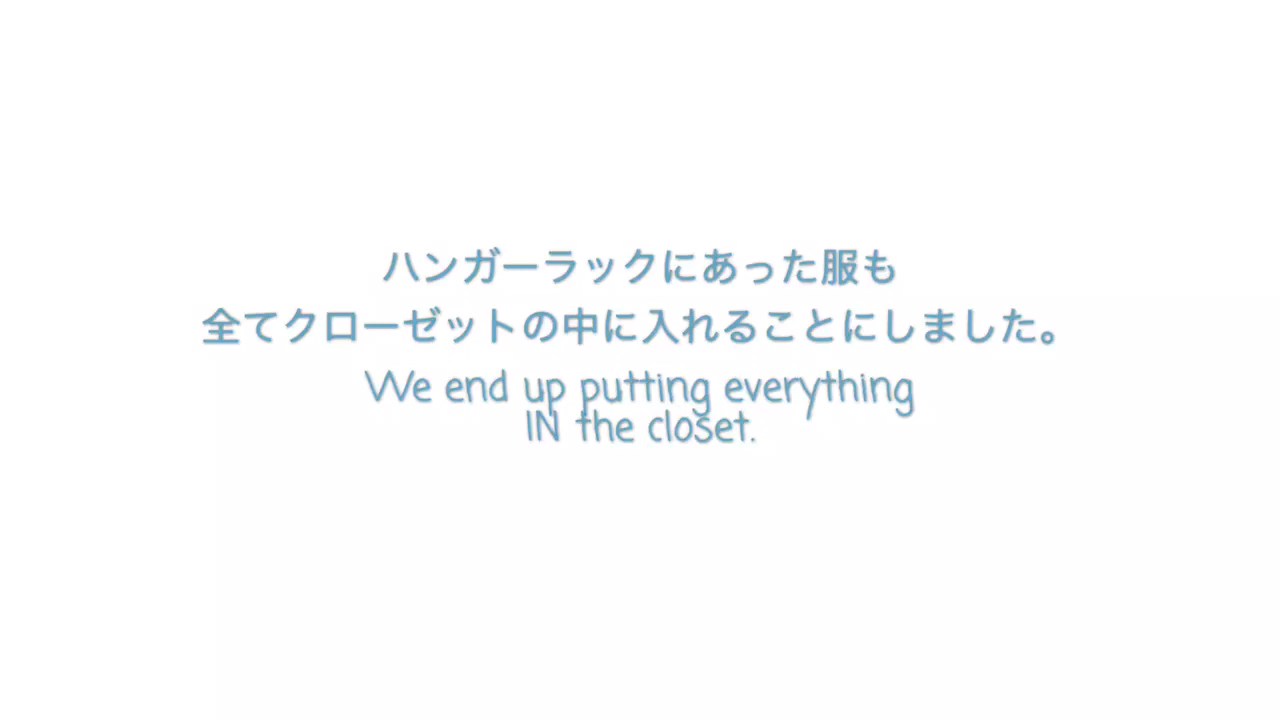 ハンガーラックにあった服も
全てクローゼットの中に入れることにしました。
We end up putting everything
IN the closet.